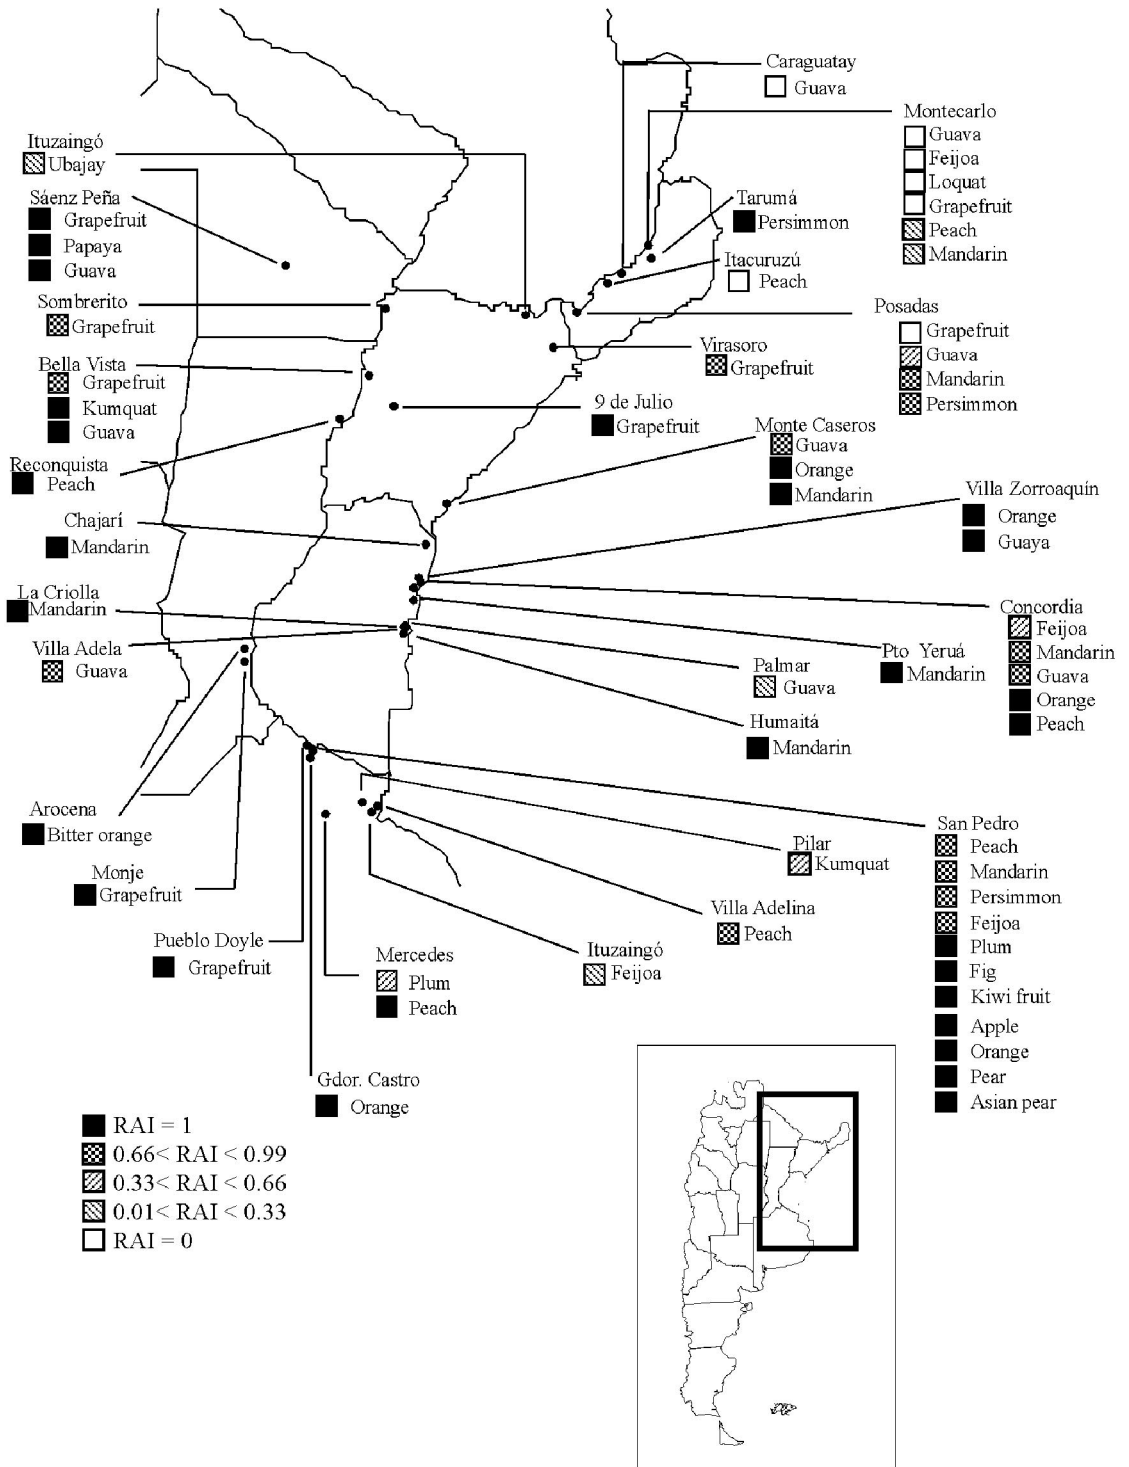 Caraguatay
Guava
Montecarlo
Guava
Feijoa
Loquat
Grapefruit
Peach
Mandarin
Ituzaingó
Ubajay
Sáenz Peña
Grapefruit
Papaya
Guava
Tarumá
Persimmon
Itacuruzú
Peach
Sombrerito
Grapefruit
Posadas
Grapefruit
Guava
Mandarin
Persimmon
Virasoro
Grapefruit
Bella Vista
Grapefruit
Kumquat
Guava
9 de Julio
Grapefruit
Monte Caseros
Guava
Orange
Mandarin
Reconquista
Peach
Villa Zorroaquín
Orange
Guaya
Chajarí
Mandarin
La Criolla
Mandarin
Concordia
Feijoa
Mandarin
Guava
Orange
Peach
Villa Adela
Guava
Pto Yeruá
Mandarin
Palmar
Guava
Humaitá
Mandarin
Arocena
Bitter orange
San Pedro
Peach
Mandarin
Persimmon
Feijoa
Plum
Fig
Kiwi fruit
Apple
Orange
Pear
Asian pear
Pilar
Kumquat
Monje
Grapefruit
Villa Adelina
Peach
Pueblo Doyle
Grapefruit
Mercedes
Plum
Peach
Ituzaingó
Feijoa
Gdor. Castro
Orange
RAI = 1
0.66< RAI < 0.99
0.33< RAI < 0.66
0.01< RAI < 0.33
RAI = 0